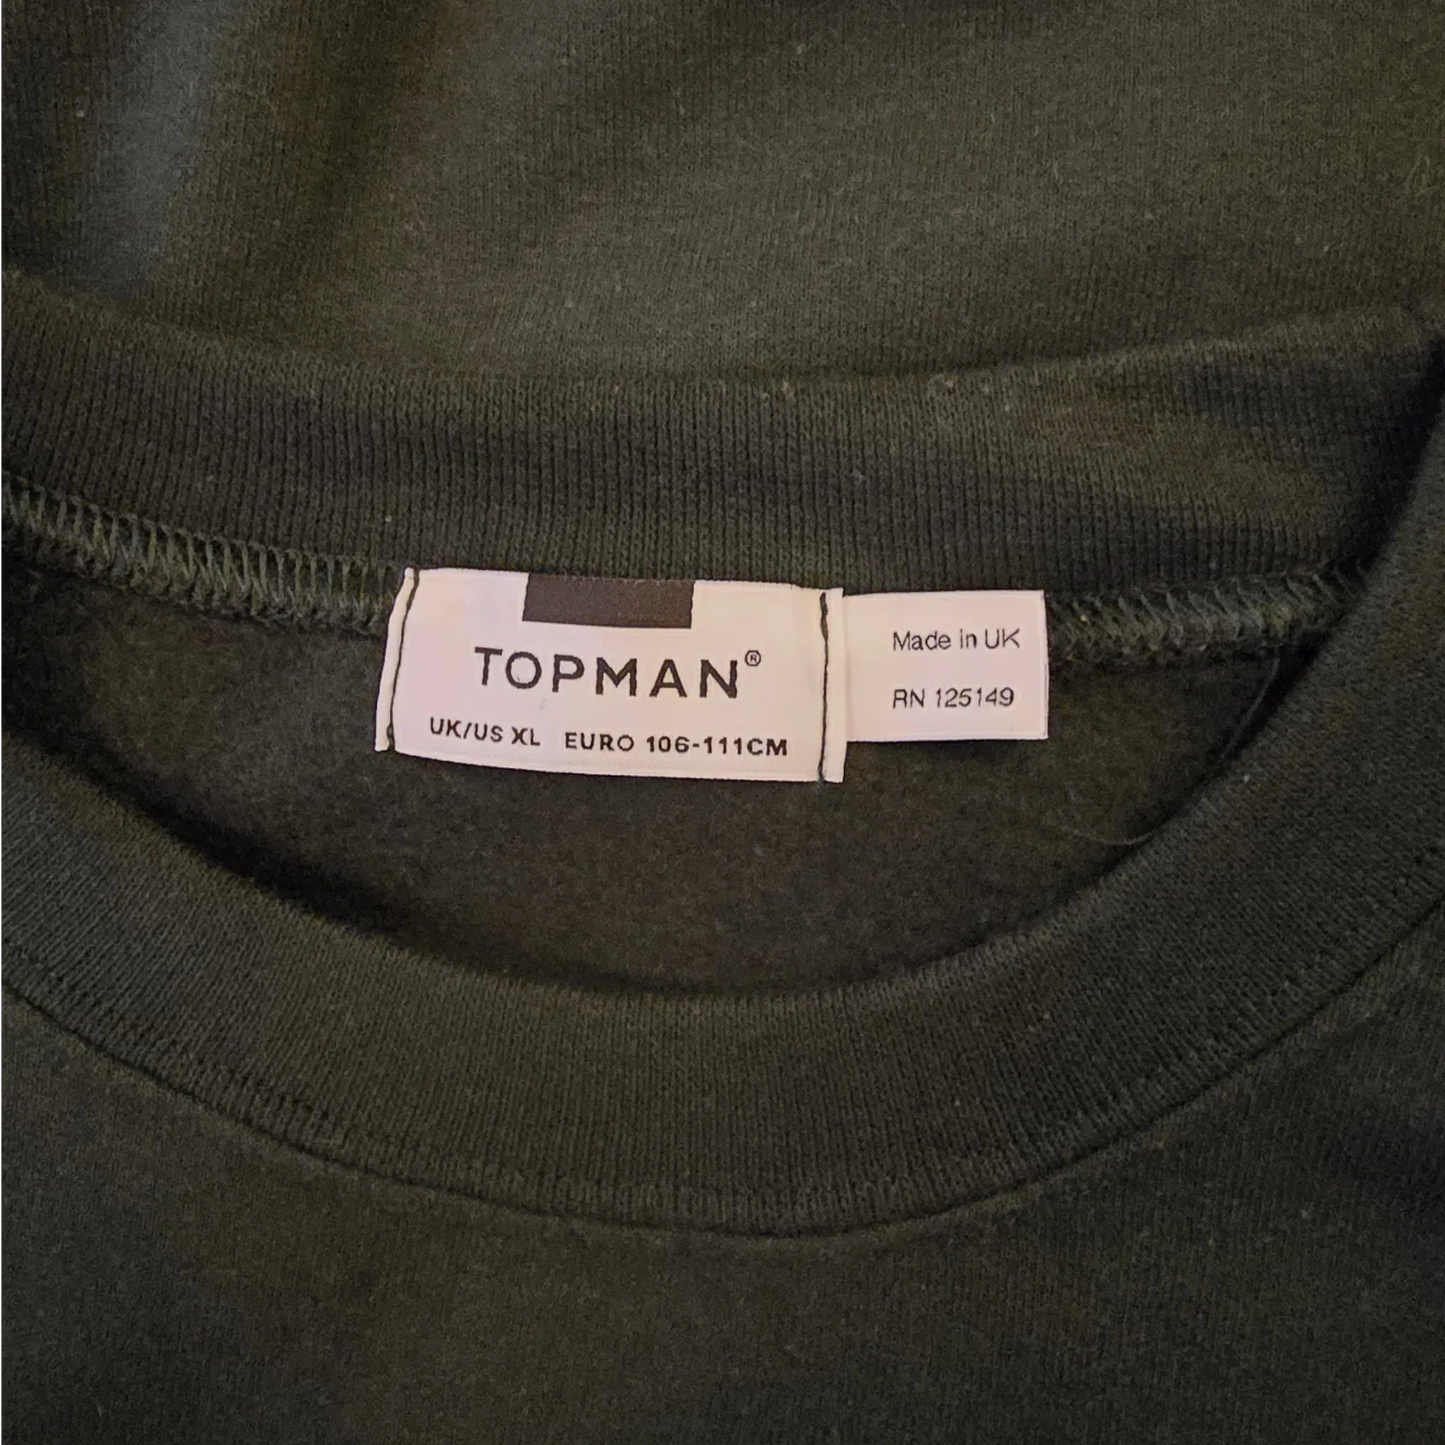 TOPMAN®
UK/US XL EURO 106-111CM
Made in UK
RN 125149